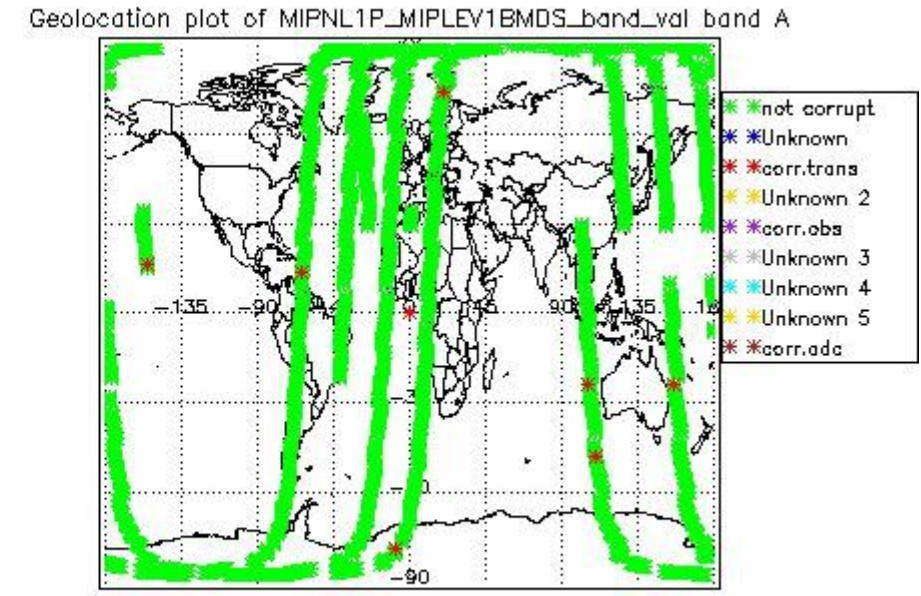 Geolocation plot of MIPNL1P_MIPLEV1BMDS_band_val band A
not corrupt
Unknown
corr.trans
Unknown 2
corr.obs
Unknown 3
Unknown 4
Unknown 5
corr.adc
-135
-90
90
135
-90